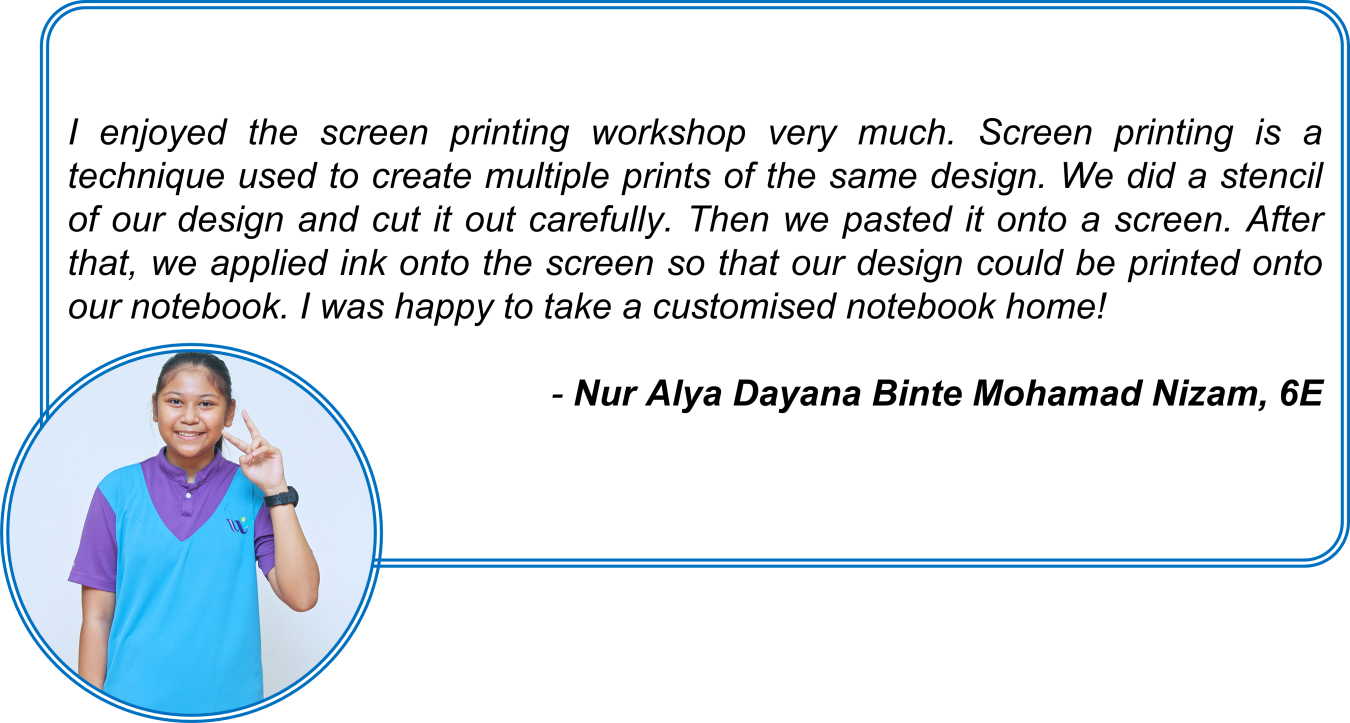 I enjoyed the screen printing workshop very much. Screen printing is a
technique used to create multiple prints of the same design. We did a stencil
of our design and cut it out carefully. Then we pasted it onto a screen. After
that, we applied ink onto the screen so that our design could be printed onto
our notebook. I was happy to take a customised notebook home!
- Nur Alya Dayana Binte Mohamad Nizam, 6E